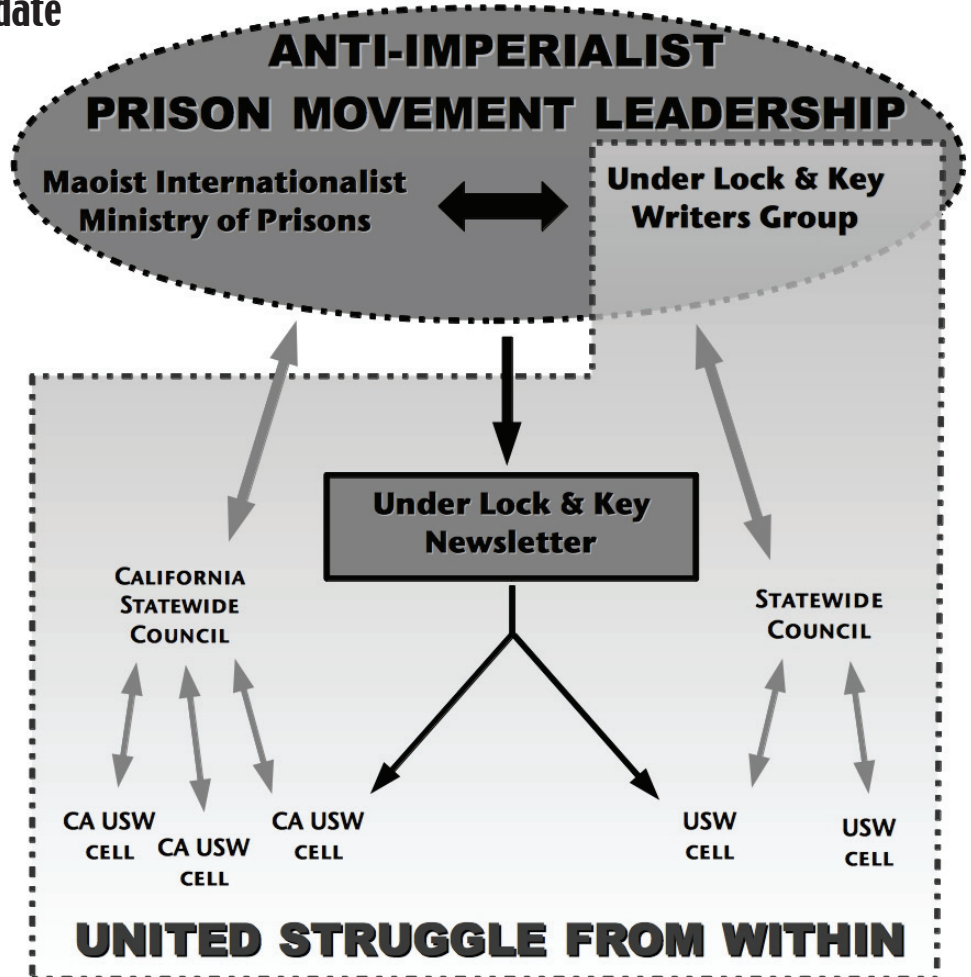 ANTI-IMPERIALIST
PRISON MOVEMENT LEADERSHIP
Maoist Internationalist
Ministry of Prisons
Under Lock & Key
Writers Group
Under Lock & Key
Newsletter
CALIFORNIA
STATEWIDE
COUNCIL
STATEWIDE
COUNCIL
CA USW
CELL
CA USW
CELL
CA USW
CELL
USW
CELL
USW
CELL
UNITED STRUGGLE FROM WITHIN